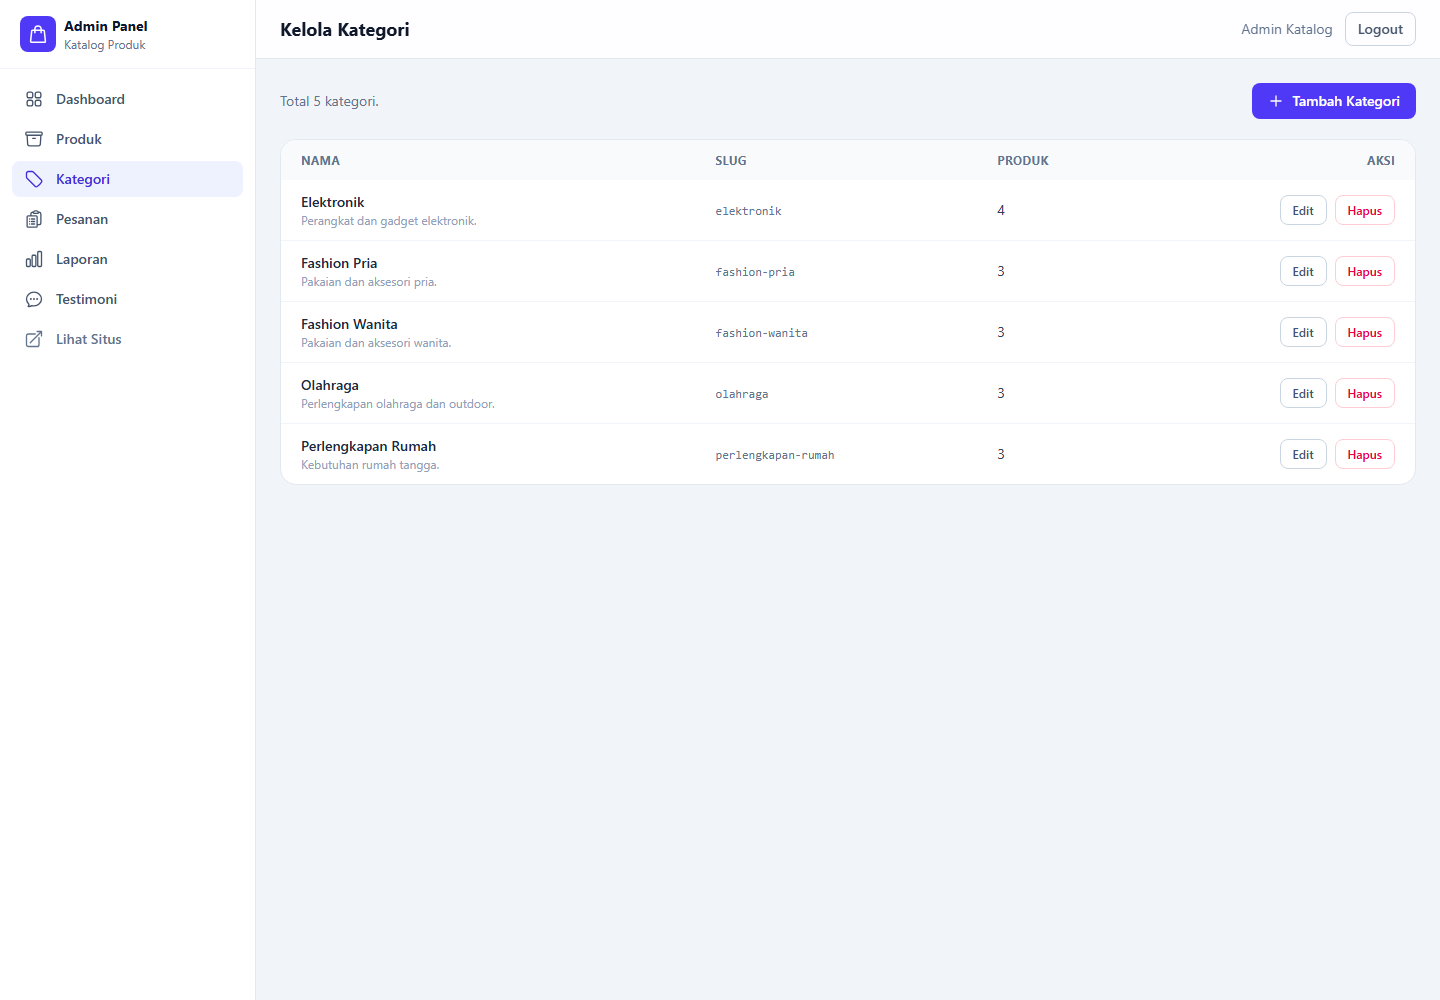 Admin Panel
Katalog Produk
Dashboard
Produk
Kategori
Pesanan
Laporan
Testimoni
Lihat Situs
Kelola Kategori
Admin Katalog
Logout
Total 5 kategori.
Tambah Kategori
NAMA SLUG PRODUK AKSI
Elektronik
Perangkat dan gadget elektronik.
elektronik 4 Edit Hapus
Fashion Pria
Pakaian dan aksesori pria.
fashion-pria 3 Edit Hapus
Fashion Wanita
Pakaian dan aksesori wanita.
fashion-wanita 3 Edit Hapus
Olahraga
Perlengkapan olahraga dan outdoor.
olahraga 3 Edit Hapus
Perlengkapan Rumah
Kebutuhan rumah tangga.
perlengkapan-rumah 3 Edit Hapus